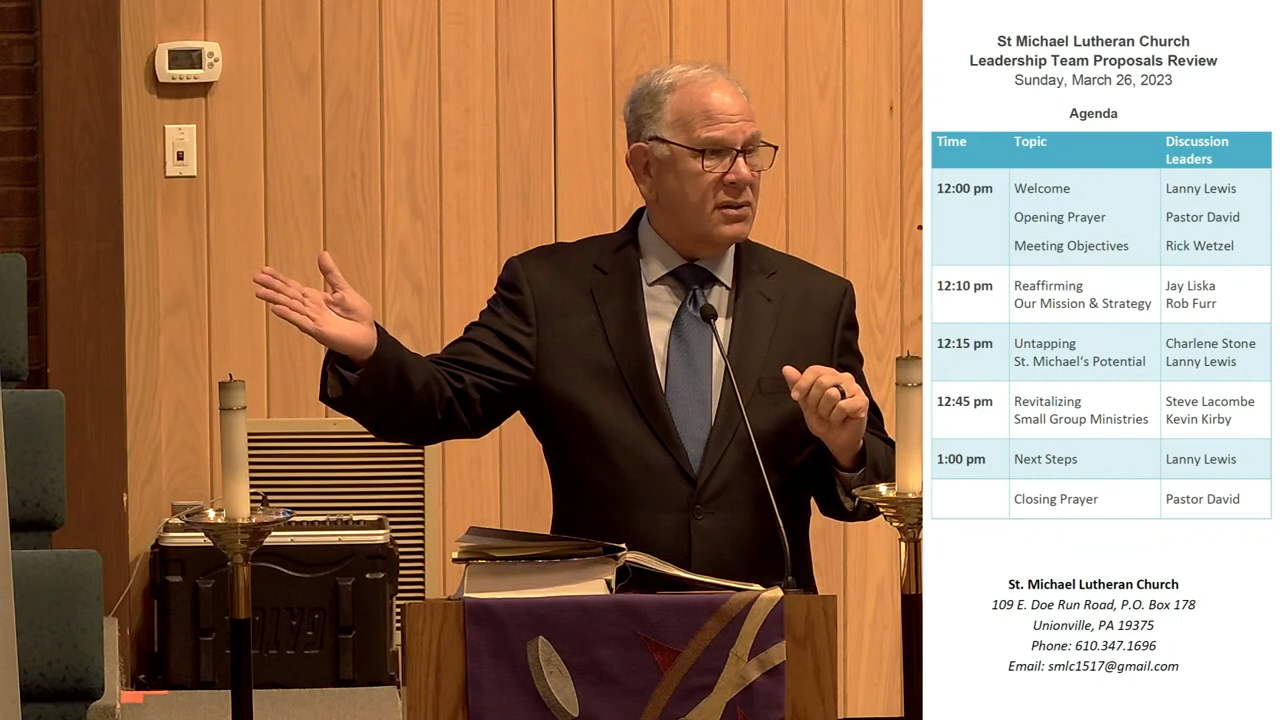 St Michael Lutheran Church
Leadership Team Proposals Review
Sunday, March 26, 2023
Agenda
Time Topic Discussion Leaders
12:00 pm Welcome Lanny Lewis
Opening Prayer Pastor David
Meeting Objectives Rick Wetzel
12:10 pm Reaffirming Jay Liska
Our Mission & Strategy Rob Furr
12:15 pm Untapping Charlene Stone
St. Michael's Potential Lanny Lewis
12:45 pm Revitalizing Steve Lacombe
Small Group Ministries Kevin Kirby
1:00 pm Next Steps Lanny Lewis
Closing Prayer Pastor David
St. Michael Lutheran Church
109 E. Doe Run Road, P.O. Box 178
Unionville, PA 19375
Phone: 610.347.1696
Email: smlc1517@gmail.com
GATOR